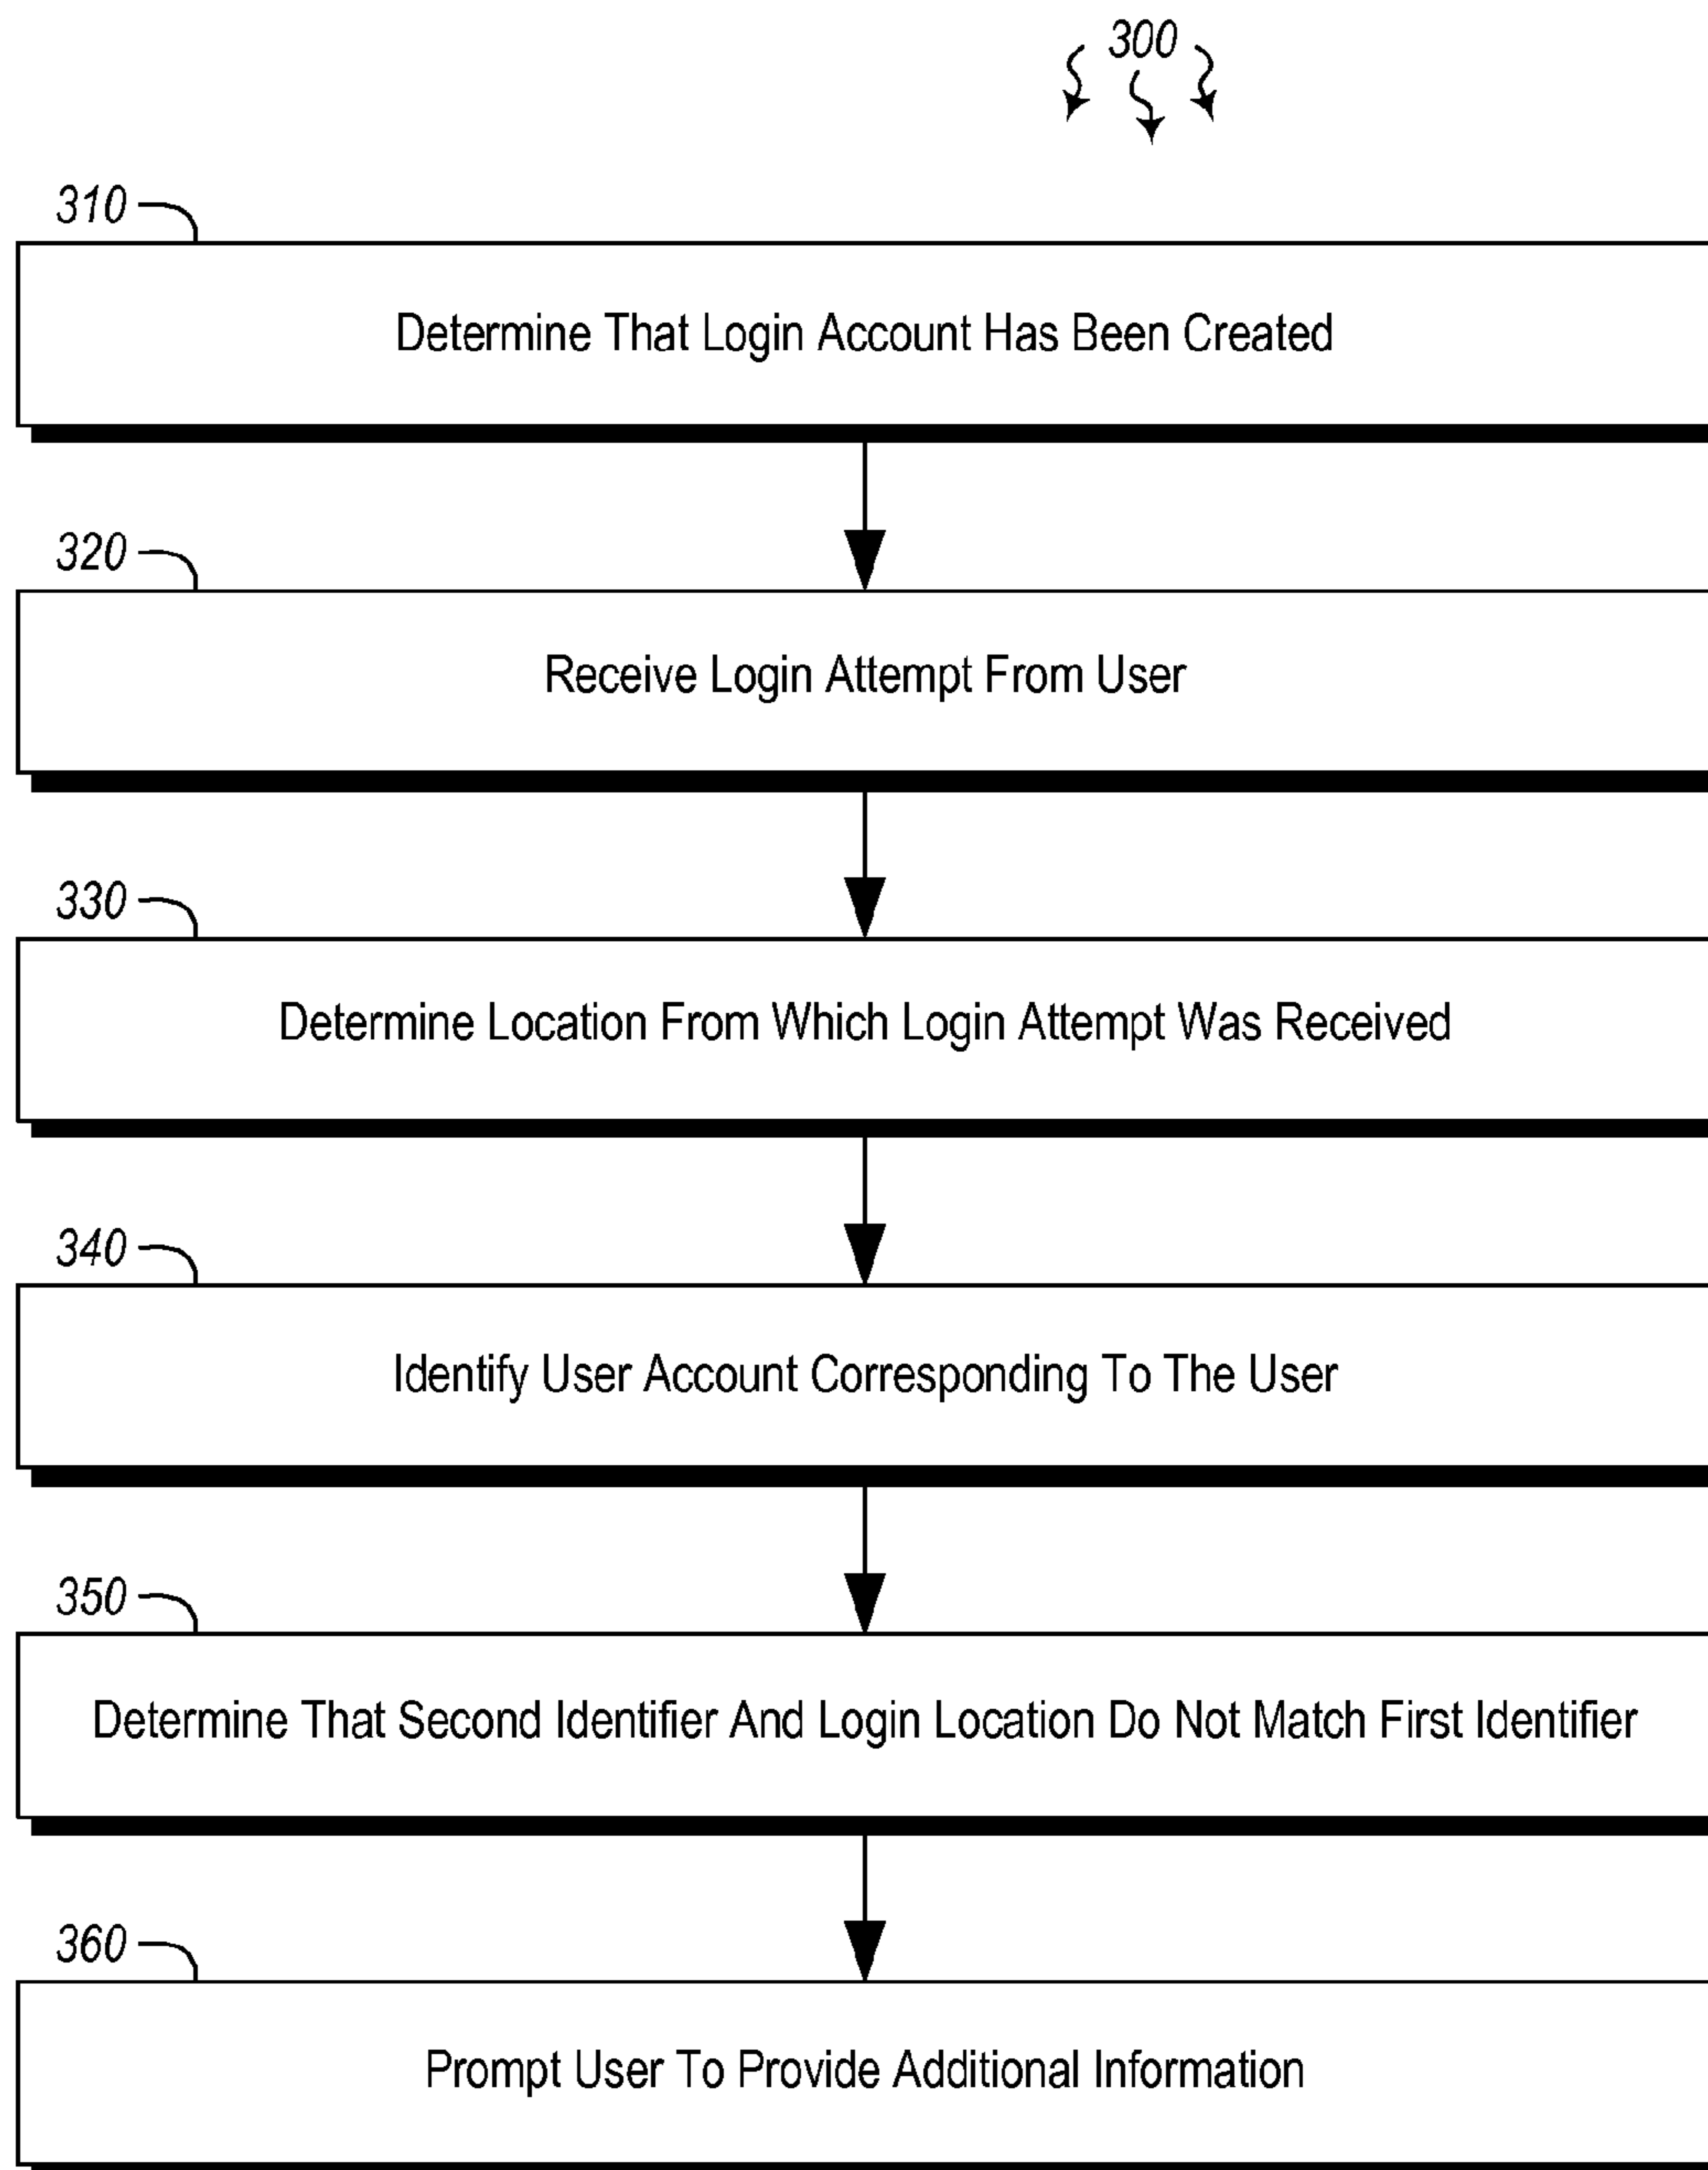 300
310
Determine That Login Account Has Been Created
320
Receive Login Attempt From User
330
Determine Location From Which Login Attempt Was Received
340
Identify User Account Corresponding To The User
350
Determine That Second Identifier And Login Location Do Not Match First Identifier
360
Prompt User To Provide Additional Information